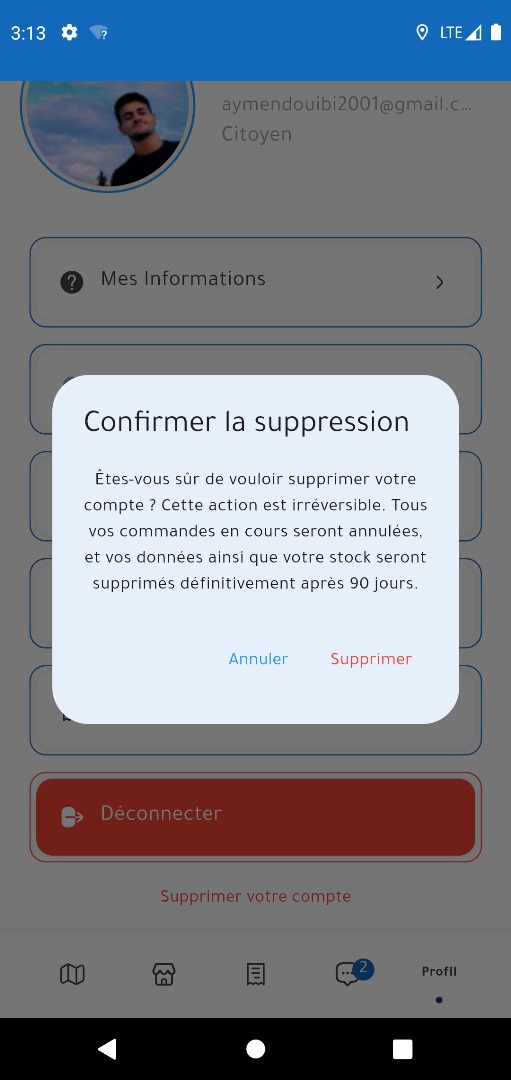 3:13
LTE
aymendouibi2001@gmail.c...
Citoyen
Mes Informations
Confirmer la suppression
Êtes-vous sûr de vouloir supprimer votre
compte ? Cette action est irréversible. Tous
vos commandes en cours seront annulées,
et vos données ainsi que votre stock seront
supprimés définitivement après 90 jours.
Annuler
Supprimer
Déconnecter
Supprimer votre compte
2
Profil